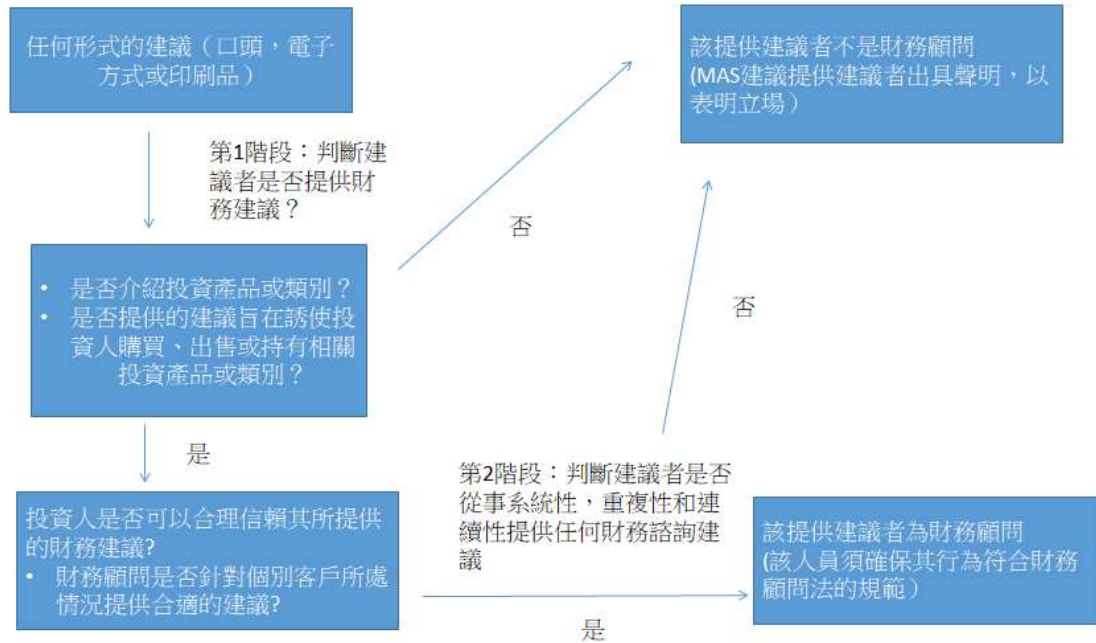 任何形式的建議（口頭，電子
方式或印刷品）
該提供建議者不是財務顧問
(MAS建議提供建議者出具聲明，以
表明立場）
第1階段：判斷建
議者是否提供財
務建議？
否
• 是否介紹投資產品或類別？
• 是否提供的建議旨在誘使投
資人購買、出售或持有相關
投資產品或類別？
否
是
第2階段：判斷建議者是否
從事系統性，重複性和連
續性提供任何財務諮詢建
議
投資人是否可以合理信賴其所提供
的財務建議?
• 財務顧問是否針對個別客戶所處
情況提供合適的建議?
該提供建議者為財務顧問
(該人員須確保其行為符合財務
顧問法的規範）
是